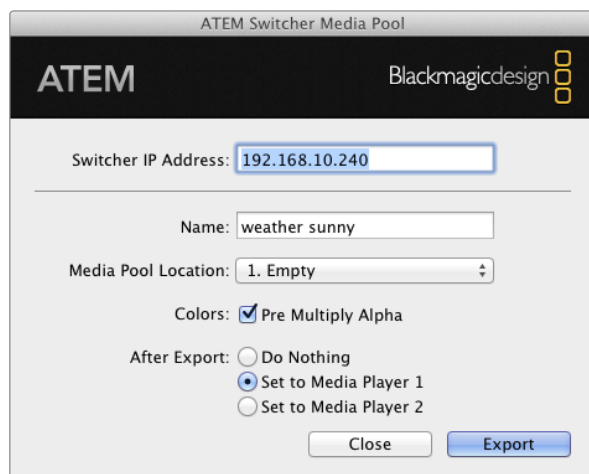 ATEM Switcher Media Pool
ATEM
Blackmagicdesign
Switcher IP Address: 192.168.10.240
Name: weather sunny
Media Pool Location: 1. Empty
Colors: Pre Multiply Alpha
After Export: Do Nothing
Set to Media Player 1
Set to Media Player 2
Close Export